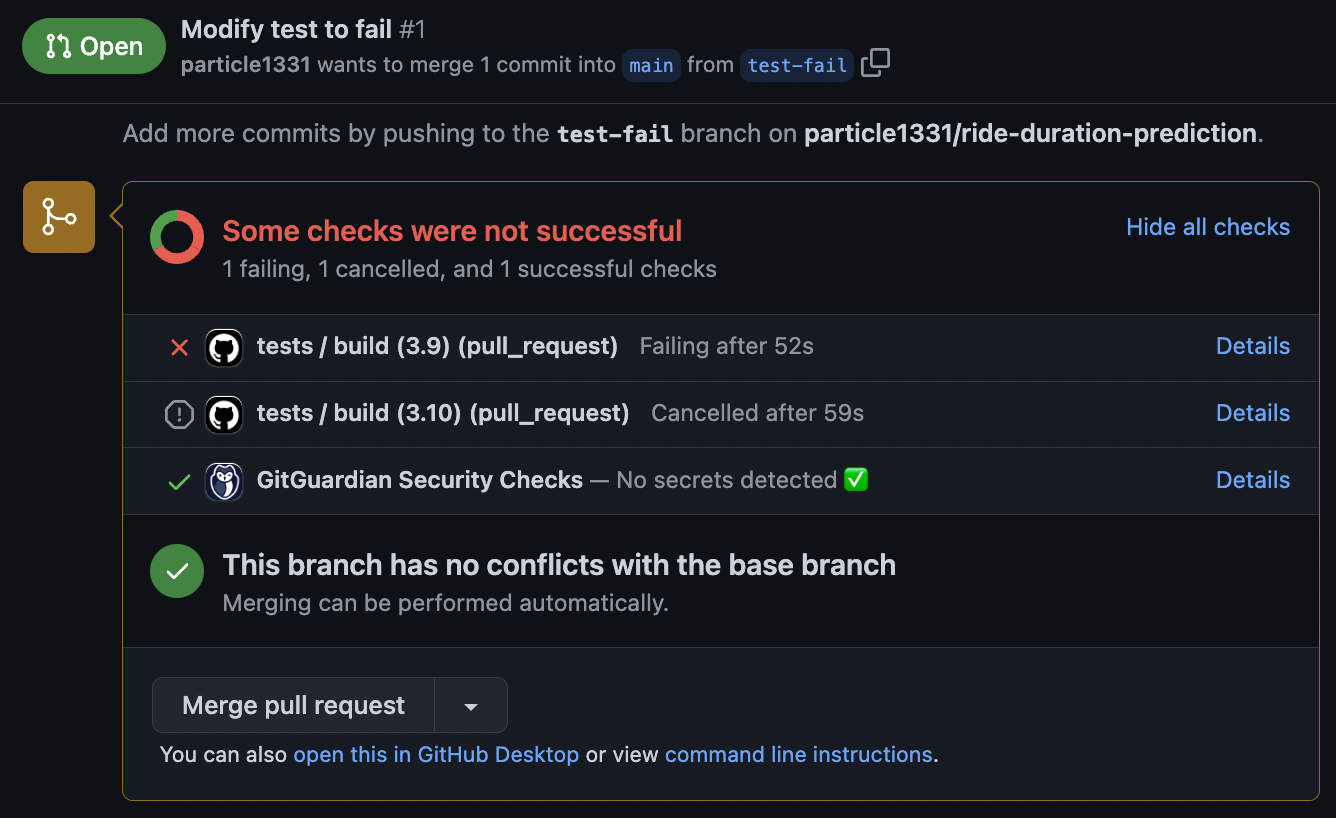 Open
Modify test to fail #1
particle1331 wants to merge 1 commit into main from test-fail
Add more commits by pushing to the test-fail branch on particle1331/ride-duration-prediction.
Some checks were not successful
Hide all checks
1 failing, 1 cancelled, and 1 successful checks
tests / build (3.9) (pull_request) Failing after 52s Details
tests / build (3.10) (pull_request) Cancelled after 59s Details
GitGuardian Security Checks — No secrets detected ✅ Details
This branch has no conflicts with the base branch
Merging can be performed automatically.
Merge pull request
You can also open this in GitHub Desktop or view command line instructions.